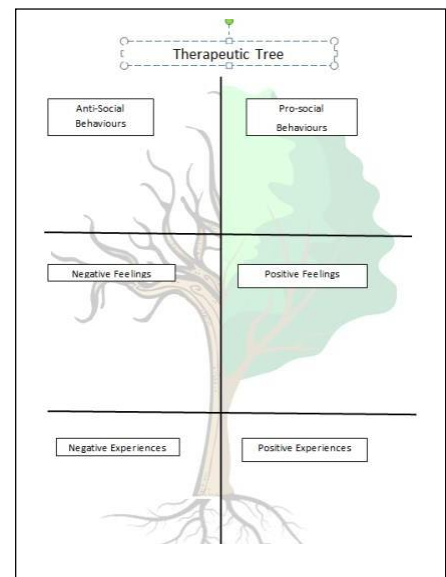 Therapeutic Tree
Anti-Social
Behaviours
Pro-social
Behaviours
Negative Feelings
Positive Feelings
Negative Experiences
Positive Experiences